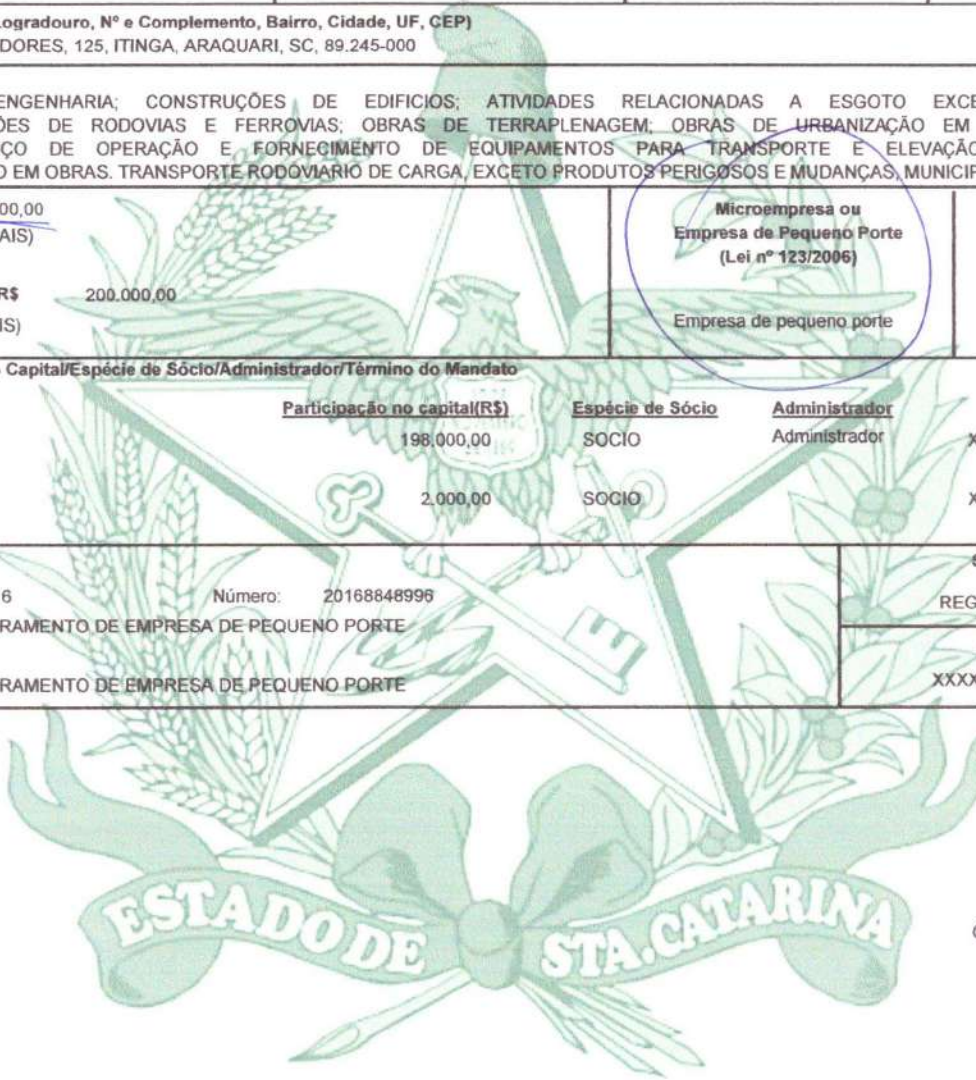 Logradouro, Nº e Complemento, Bairro, Cidade, UF, CEP)
DORES, 125, ITINGA, ARAQUARI, SC, 89.245-000
ENGENHARIA; CONSTRUÇÕES DE EDIFICIOS; ATIVIDADES RELACIONADAS A ESGOTO EXCE
ÕES DE RODOVIAS E FERROVIAS; OBRAS DE TERRAPLENAGEM; OBRAS DE URBANIZAÇÃO EM
ÇO DE OPERAÇÃO E FORNECIMENTO DE EQUIPAMENTOS PARA TRANSPORTE E ELEVAÇÃO
O EM OBRAS. TRANSPORTE RODOVIARIO DE CARGA, EXCETO PRODUTOS PERIGOSOS E MUDANÇAS, MUNICIP
00,00
AIS)
R$ 200.000,00
IS)
Microempresa ou
Empresa de Pequeno Porte
(Lei nº 123/2006)
Empresa de pequeno porte
Capital/Espécie de Sócio/Administrador/Término do Mandato
Participação no capital(R$) Espécie de Sócio Administrador
198.000,00 SOCIO Administrador X
2.000,00 SOCIO X
6 Número: 20168848996
RAMENTO DE EMPRESA DE PEQUENO PORTE
RAMENTO DE EMPRESA DE PEQUENO PORTE
S
REG
XXXX
ESTADO DE STA.CATARINA